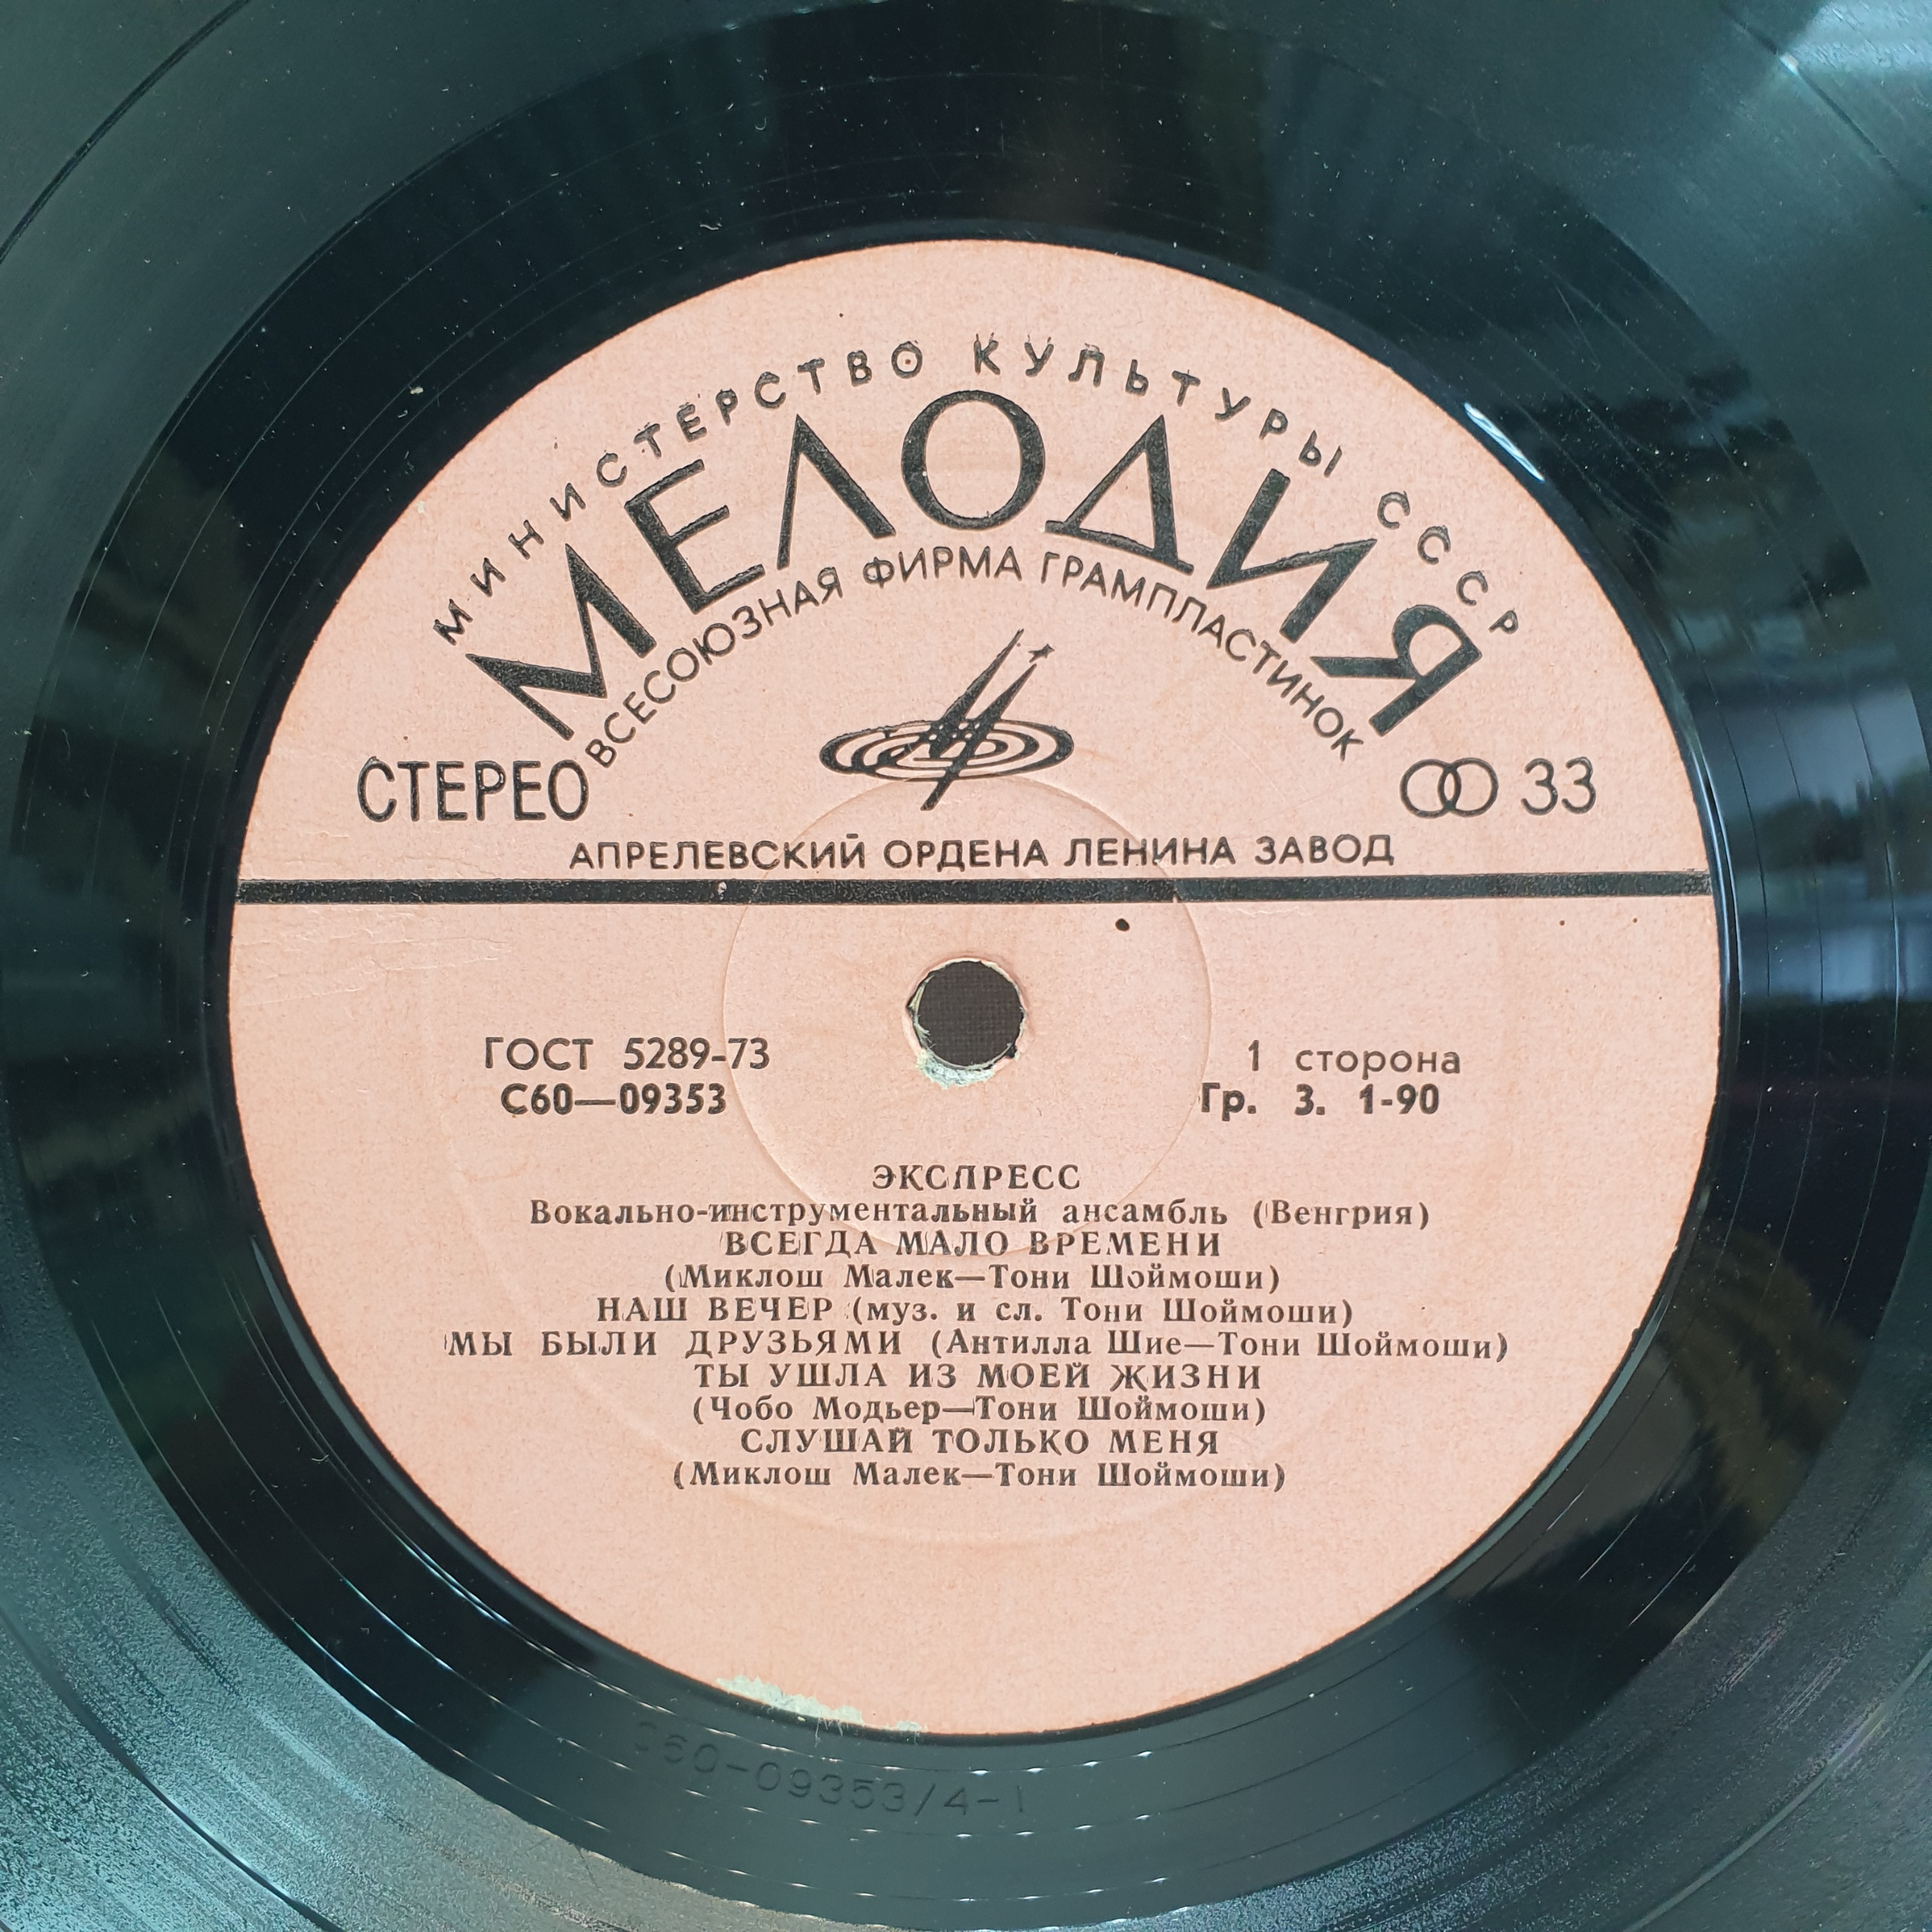 МИНИСТЕРСТВО КУЛЬТУРЫ СССР
МЕЛОДИЯ
ВСЕСОЮЗНАЯ ФИРМА ГРАМПЛАСТИНОК
СТЕРЕО
33
АПРЕЛЕВСКИЙ ОРДЕНА ЛЕНИНА ЗАВОД
ГОСТ 5289-73
1 сторона
С60—09353
Гр. 3. 1-90
ЭКСПРЕСС
Вокально-инструментальный ансамбль (Венгрия)
ВСЕГДА МАЛО ВРЕМЕНИ
(Миклош Малек—Тони Шоймоши)
НАШ ВЕЧЕР (муз. и сл. Тони Шоймоши)
МЫ БЫЛИ ДРУЗЬЯМИ (Антилла Шие—Тони Шоймоши)
ТЫ УШЛА ИЗ МОЕЙ ЖИЗНИ
(Чобо Модьер—Тони Шоймоши)
СЛУШАЙ ТОЛЬКО МЕНЯ
(Миклош Малек—Тони Шоймоши)
С60-09353/4-1